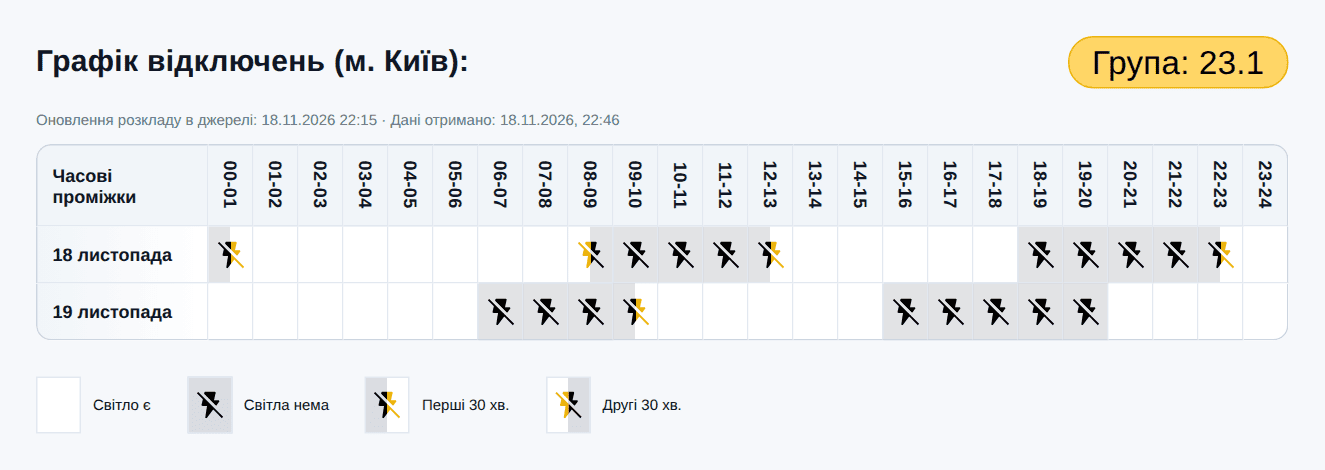 Графік відключень (м. Київ):
Група: 23.1
Оновлення розкладу в джерелі: 18.11.2026 22:15 · Дані отримано: 18.11.2026, 22:46
Часові
проміжки
00-01
01-02
02-03
03-04
04-05
05-06
06-07
07-08
08-09
09-10
10-11
11-12
12-13
13-14
14-15
15-16
16-17
17-18
18-19
19-20
20-21
21-22
22-23
23-24
18 листопада
19 листопада
Світло є
Світла нема
Перші 30 хв.
Другі 30 хв.